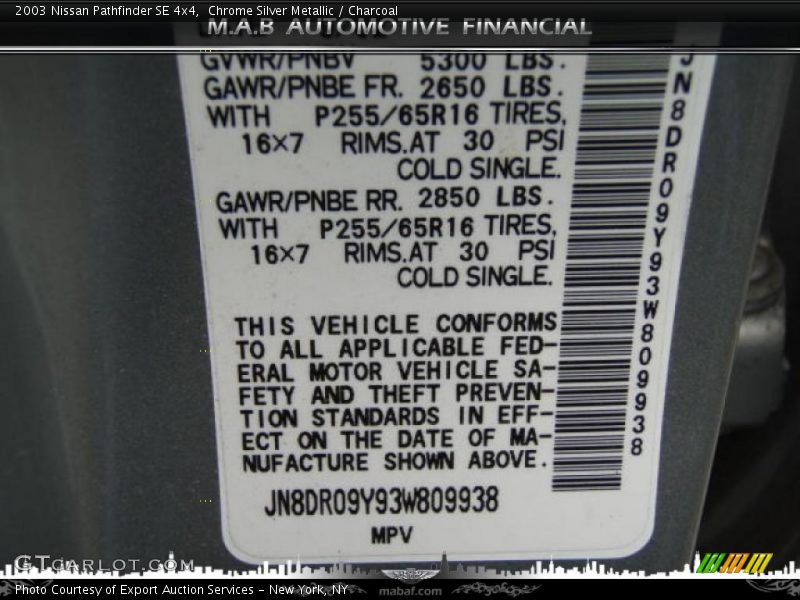 2003 Nissan Pathfinder SE 4x4,  Chrome Silver Metallic / Charcoal
M.A.B AUTOMOTIVE FINANCIAL
GVWR/PNBV 5300 LBS.
GAWR/PNBE FR. 2650 LBS.
WITH P255/65R16 TIRES,
16×7 RIMS.AT 30 PSI
COLD SINGLE.
GAWR/PNBE RR. 2850 LBS.
WITH P255/65R16 TIRES,
16×7 RIMS.AT 30 PSI
COLD SINGLE.
THIS VEHICLE CONFORMS
TO ALL APPLICABLE FED-
ERAL MOTOR VEHICLE SA-
FETY AND THEFT PREVEN-
TION STANDARDS IN EFF-
ECT ON THE DATE OF MA-
NUFACTURE SHOWN ABOVE.
JN8DR09Y93W809938
MPV
JN8DR09Y93W809938
GTCARLOT.COM
Photo Courtesy of Export Auction Services - New York, NY
mabaf.com